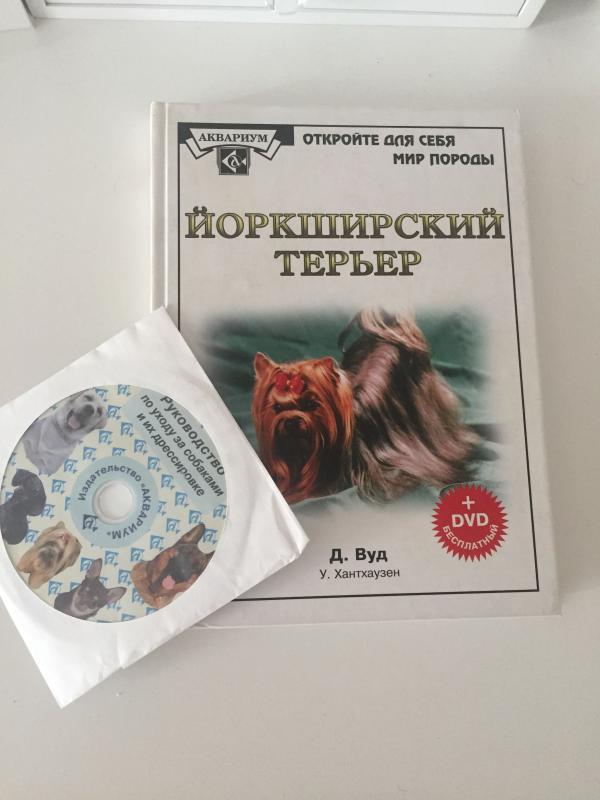 АКВАРИУМ
ОТКРОЙТЕ ДЛЯ СЕБЯ
МИР ПОРОДЫ
ЙОРКШИРСКИЙ
ТЕРЬЕР
+
DVD
БЕСПЛАТНЫЙ
Д. Вуд
У. Хантхаузен
РУКОВОДСТВО
по уходу за собаками
и их дрессировке
Издательство «АКВАРИУМ»